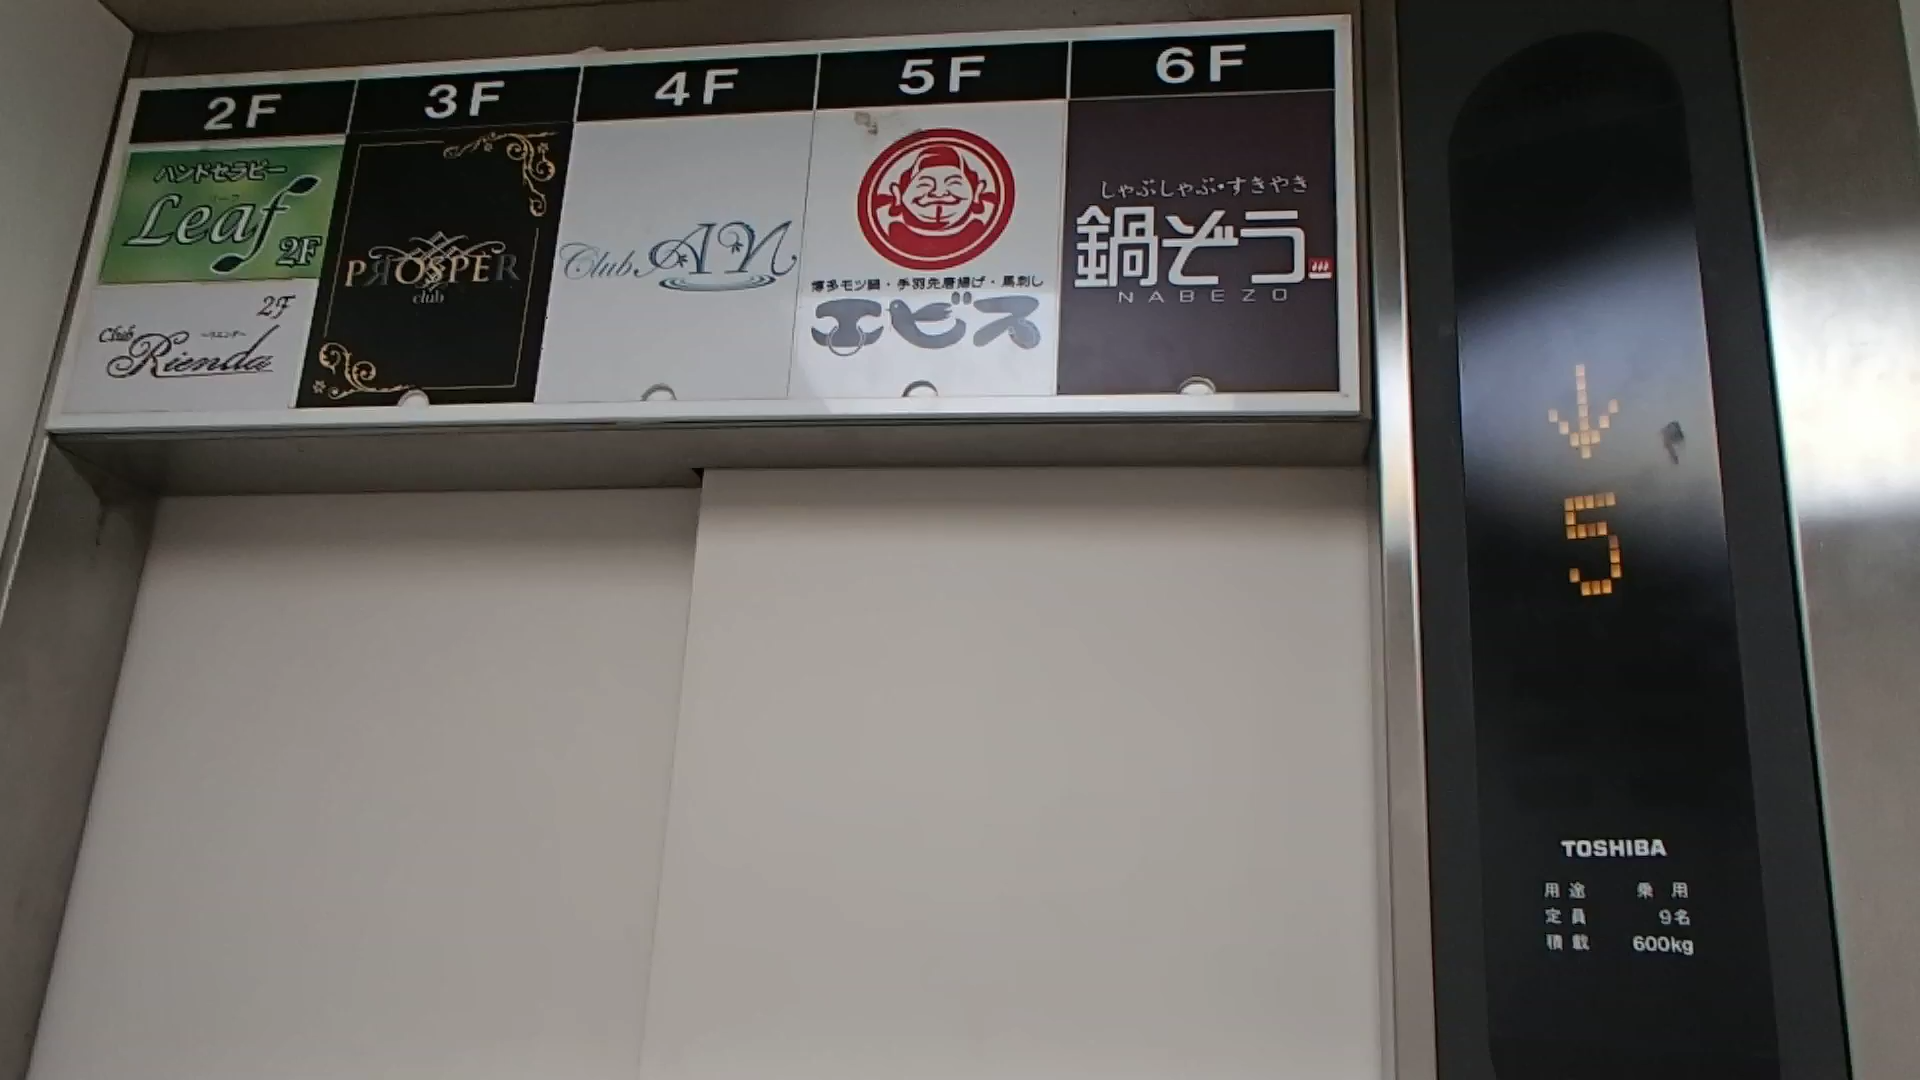 2F
ハンドセラピー
Leaf
2F
2F
Club
Rienda
3F
PROSPER
club
4F
Club AN
5F
博多モツ鍋・手羽先唐揚げ・馬刺し
エビス
6F
しゃぶしゃぶ・すきやき
鍋ぞう
NABEZO
5
TOSHIBA
用途 乗用
定員 9名
積載 600kg